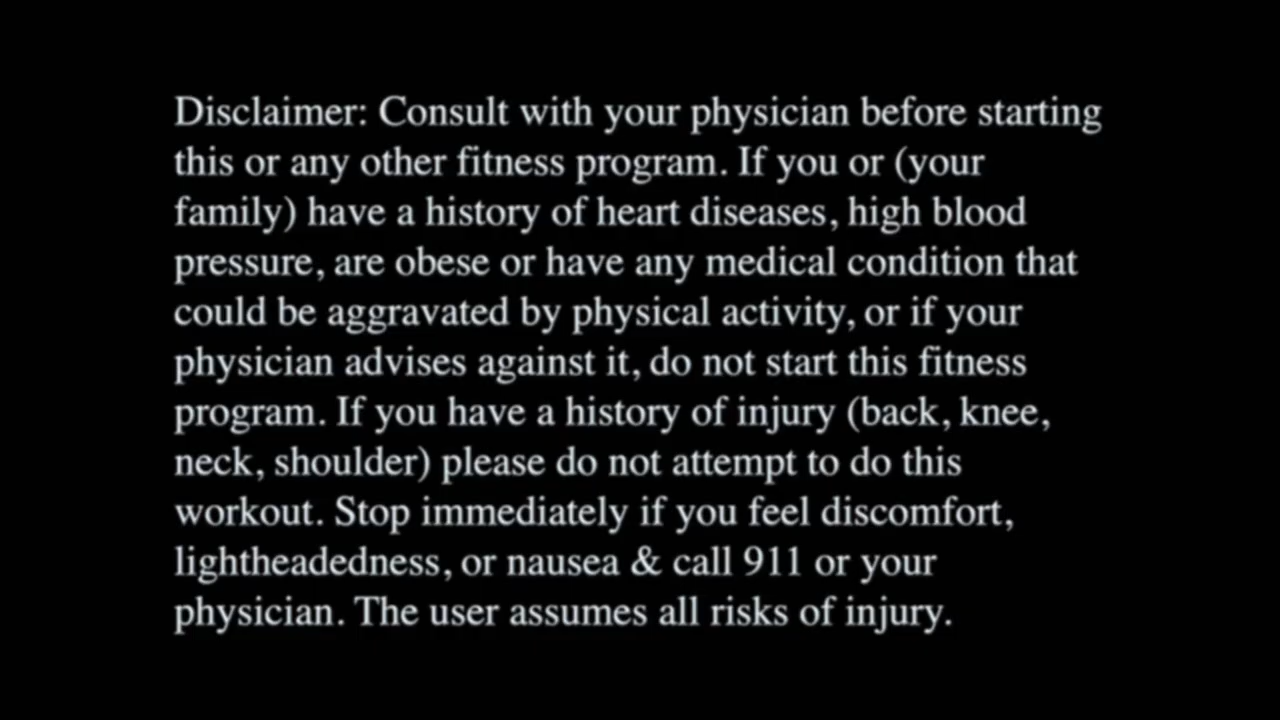 Disclaimer: Consult with your physician before starting
this or any other fitness program. If you or (your
family) have a history of heart diseases, high blood
pressure, are obese or have any medical condition that
could be aggravated by physical activity, or if your
physician advises against it, do not start this fitness
program. If you have a history of injury (back, knee,
neck, shoulder) please do not attempt to do this
workout. Stop immediately if you feel discomfort,
lightheadedness, or nausea & call 911 or your
physician. The user assumes all risks of injury.